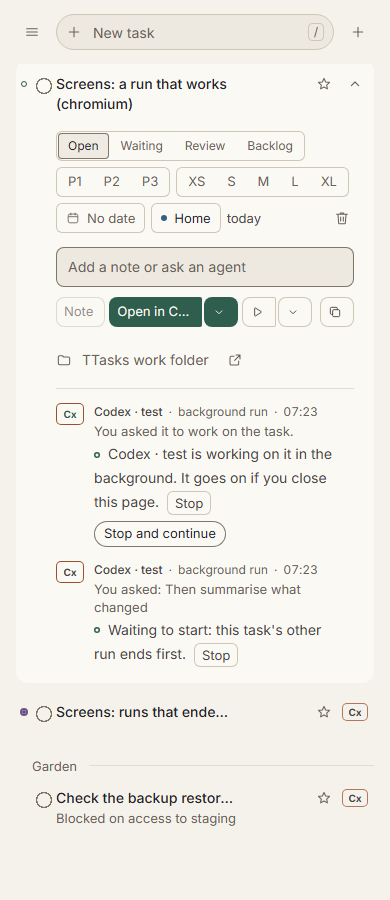 New task /
Screens: a run that works
(chromium)
Open Waiting Review Backlog
P1 P2 P3 XS S M L XL
No date Home today
Add a note or ask an agent
Note Open in C...
TTasks work folder
Cx Codex · test · background run · 07:23
You asked it to work on the task.
Codex · test is working on it in the
background. It goes on if you close
this page. Stop
Stop and continue
Cx Codex · test · background run · 07:23
You asked: Then summarise what
changed
Waiting to start: this task's other
run ends first. Stop
Screens: runs that ende... Cx
Garden
Check the backup restor... Cx
Blocked on access to staging